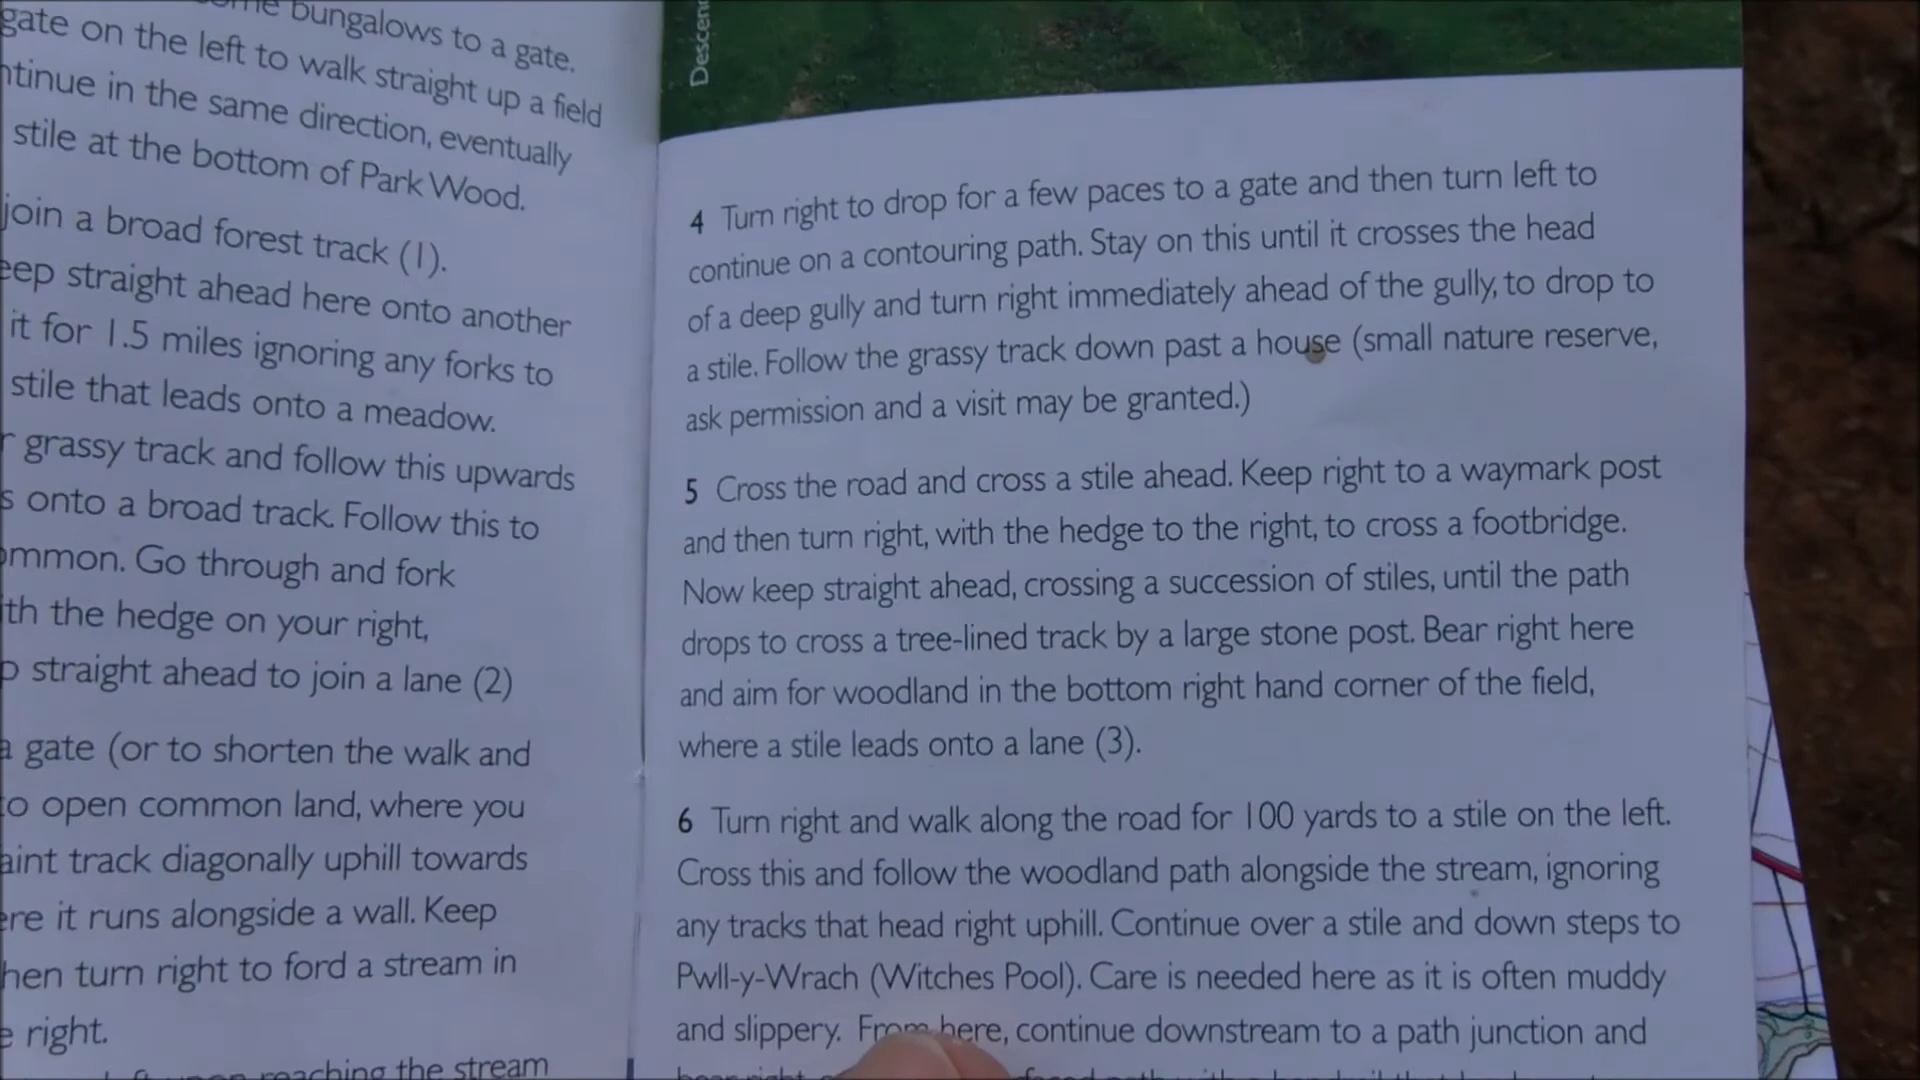 bungalows to a gate.
gate on the left to walk straight up a field
in the same direction, eventually
stile at the bottom of Park Wood.
join a broad forest track (1).
straight ahead here onto another
it for 1.5 miles ignoring any forks to
stile that leads onto a meadow.
grassy track and follow this upwards
onto a broad track. Follow this to
Go through and fork
the hedge on your right,
straight ahead to join a lane (2)
a gate (or to shorten the walk and
to open common land, where you
track diagonally uphill towards
it runs alongside a wall. Keep
turn right to ford a stream in
right.
reaching the stream
Descen
4 Turn right to drop for a few paces to a gate and then turn left to
continue on a contouring path. Stay on this until it crosses the head
of a deep gully and turn right immediately ahead of the gully, to drop to
a stile. Follow the grassy track down past a house (small nature reserve,
ask permission and a visit may be granted.)
5 Cross the road and cross a stile ahead. Keep right to a waymark post
and then turn right, with the hedge to the right, to cross a footbridge.
Now keep straight ahead, crossing a succession of stiles, until the path
drops to cross a tree-lined track by a large stone post. Bear right here
and aim for woodland in the bottom right hand corner of the field,
where a stile leads onto a lane (3).
6 Turn right and walk along the road for 100 yards to a stile on the left.
Cross this and follow the woodland path alongside the stream, ignoring
any tracks that head right uphill. Continue over a stile and down steps to
Pwll-y-Wrach (Witches Pool). Care is needed here as it is often muddy
and slippery. From here, continue downstream to a path junction and